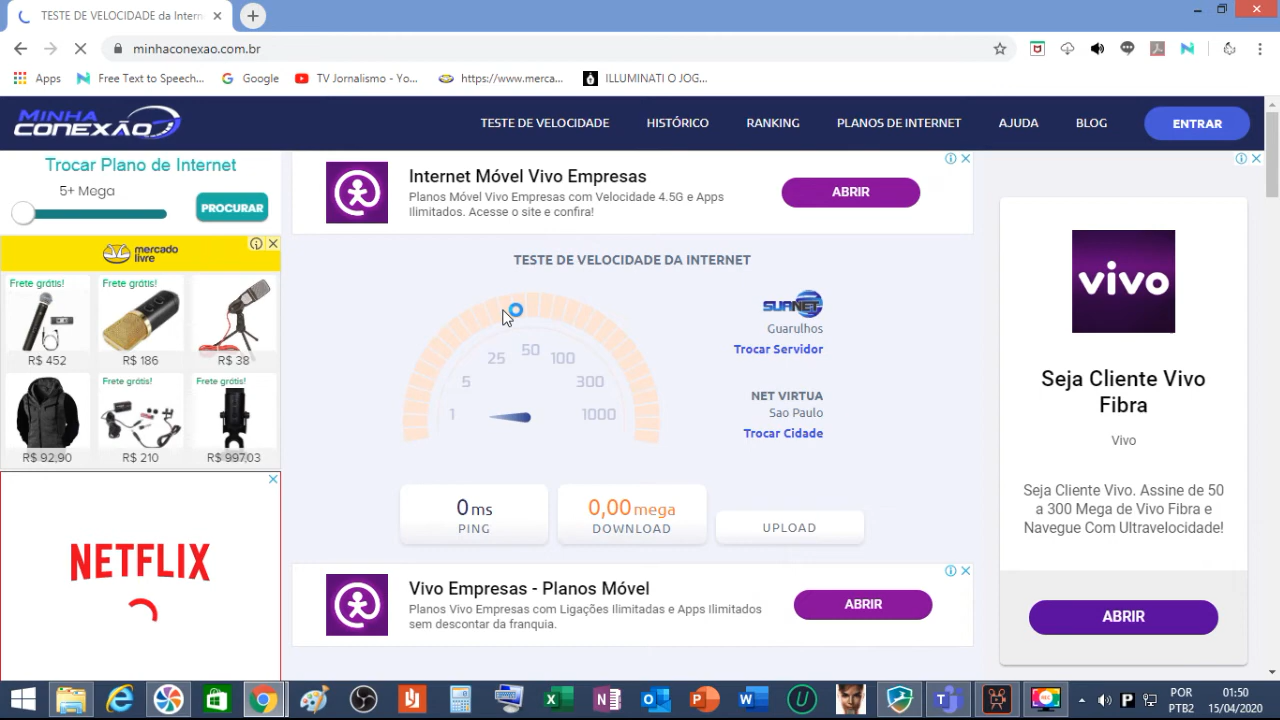 TESTE DE VELOCIDADE da Intern
minhaconexao.com.br
Apps
Free Text to Speech...
Google
TV Jornalismo - Yo...
https://www.merca...
ILLUMINATI O JOG...
MINHA CONEXÃO
TESTE DE VELOCIDADE
HISTÓRICO
RANKING
PLANOS DE INTERNET
AJUDA
BLOG
ENTRAR
Trocar Plano de Internet
5+ Mega
PROCURAR
mercado livre
Frete grátis!
Frete grátis!
R$ 452
R$ 186
R$ 38
Frete grátis!
Frete grátis!
R$ 92,90
R$ 210
R$ 997,03
NETFLIX
Internet Móvel Vivo Empresas
Planos Móvel Vivo Empresas com Velocidade 4.5G e Apps
Ilimitados. Acesse o site e confira!
ABRIR
TESTE DE VELOCIDADE DA INTERNET
1
5
25
50
100
300
1000
Guarulhos
Trocar Servidor
NET VIRTUA
Sao Paulo
Trocar Cidade
0 ms
PING
0,00 mega
DOWNLOAD
UPLOAD
Vivo Empresas - Planos Móvel
Planos Vivo Empresas com Ligações Ilimitadas e Apps Ilimitados
sem descontar da franquia.
ABRIR
vivo
Seja Cliente Vivo
Fibra
Vivo
Seja Cliente Vivo. Assine de 50
a 300 Mega de Vivo Fibra e
Navegue Com Ultravelocidade!
ABRIR
POR
PTB2
01:50
15/04/2020